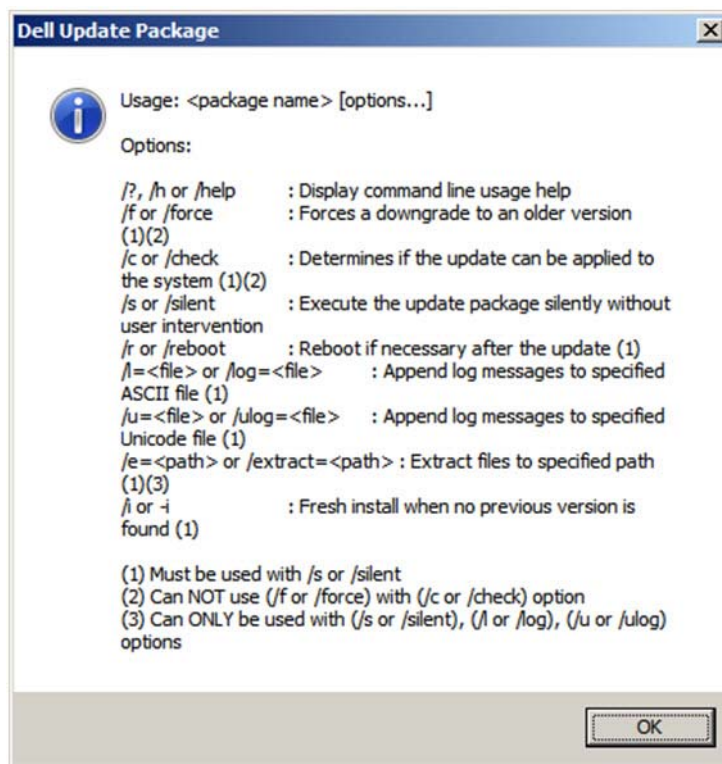 Dell Update Package
Usage: <package name> [options...]
Options:
/?, /h or /help : Display command line usage help
/f or /force : Forces a downgrade to an older version
(1)(2)
/c or /check : Determines if the update can be applied to
the system (1)(2)
/s or /silent : Execute the update package silently without
user intervention
/r or /reboot : Reboot if necessary after the update (1)
/l=<file> or /log=<file> : Append log messages to specified
ASCII file (1)
/u=<file> or /ulog=<file> : Append log messages to specified
Unicode file (1)
/e=<path> or /extract=<path> : Extract files to specified path
(1)(3)
/i or -i : Fresh install when no previous version is
found (1)
(1) Must be used with /s or /silent
(2) Can NOT use (/f or /force) with (/c or /check) option
(3) Can ONLY be used with (/s or /silent), (/l or /log), (/u or /ulog)
options
OK